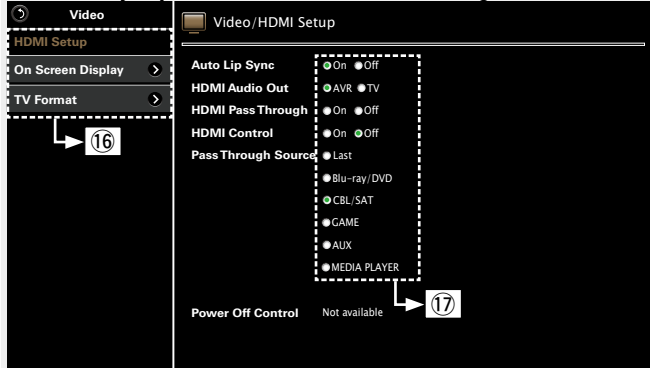 Video
HDMI Setup
On Screen Display
TV Format
⑯
Video/HDMI Setup
Auto Lip Sync On Off
HDMI Audio Out AVR TV
HDMI Pass Through On Off
HDMI Control On Off
Pass Through Source Last
Blu-ray/DVD
CBL/SAT
GAME
AUX
MEDIA PLAYER
⑰
Power Off Control Not available